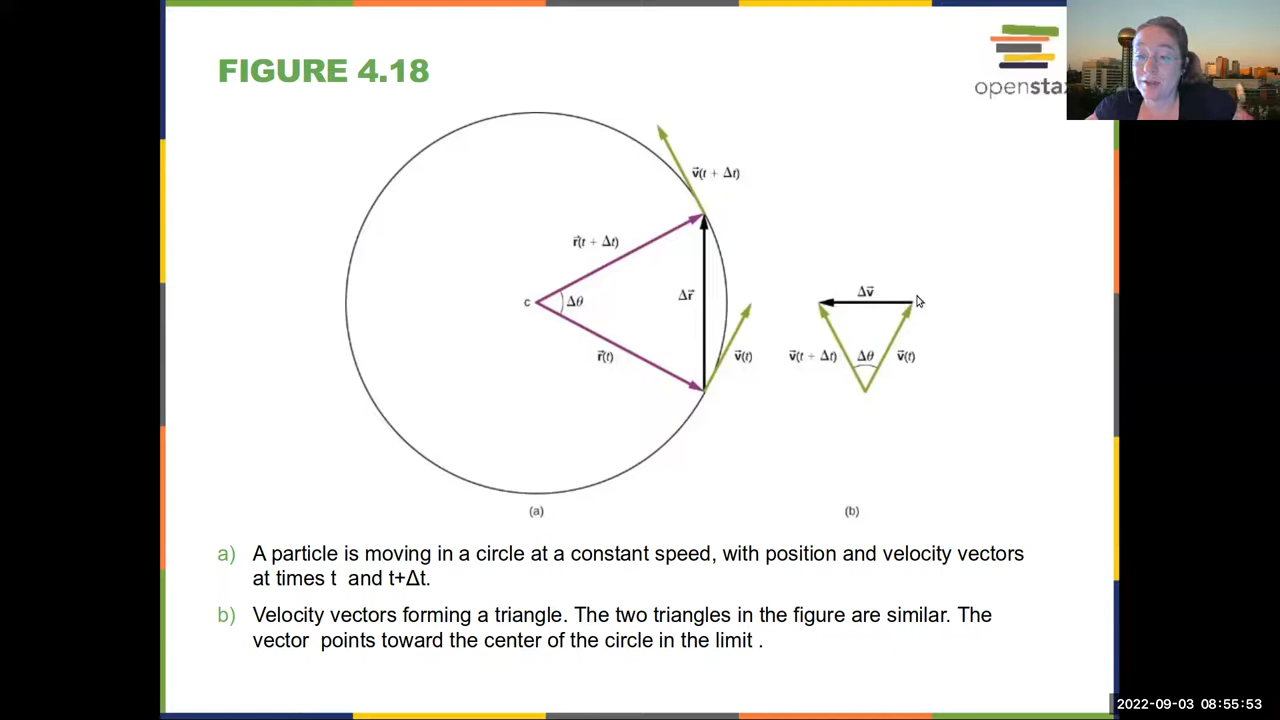 FIGURE 4.18
openstax
v⃗(t + Δt)
r⃗(t + Δt)
c
Δθ
Δr⃗
r⃗(t)
v⃗(t)
Δv⃗
v⃗(t + Δt)
Δθ
v⃗(t)
(a)
(b)
a) A particle is moving in a circle at a constant speed, with position and velocity vectors
at times t and t+Δt.
b) Velocity vectors forming a triangle. The two triangles in the figure are similar. The
vector points toward the center of the circle in the limit .
2022-09-03 08:55:53